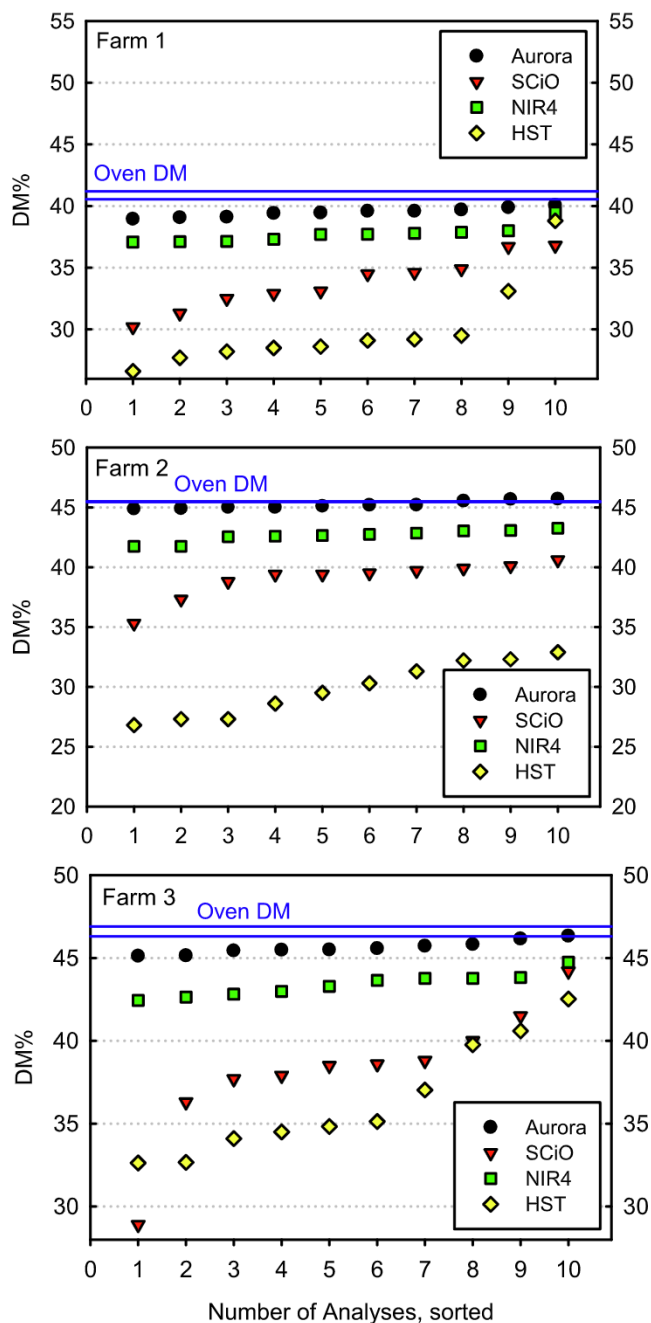 Farm 1
Aurora
SCiO
NIR4
HST
Oven DM
DM%
55 50 45 40 35 30
55 50 45 40 35 30
0 1 2 3 4 5 6 7 8 9 10
Farm 2
Oven DM
Aurora
SCiO
NIR4
HST
DM%
50 45 40 35 30 25 20
50 45 40 35 30 25 20
0 1 2 3 4 5 6 7 8 9 10
Farm 3
Oven DM
Aurora
SCiO
NIR4
HST
DM%
50 45 40 35 30
50 45 40 35 30
0 1 2 3 4 5 6 7 8 9 10
Number of Analyses, sorted